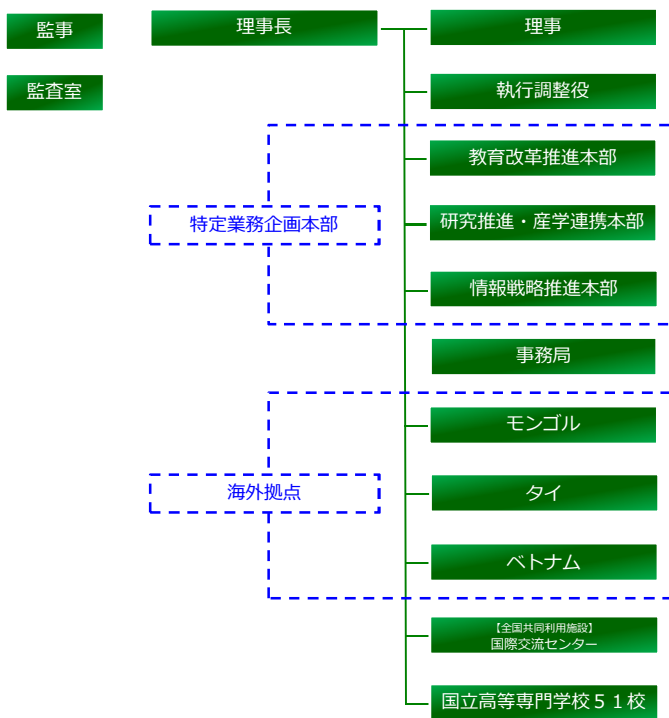 監事
理事長
理事
監査室
執行調整役
教育改革推進本部
特定業務企画本部
研究推進・産学連携本部
情報戦略推進本部
事務局
モンゴル
海外拠点
タイ
ベトナム
【全国共同利用施設】
国際交流センター
国立高等専門学校５１校